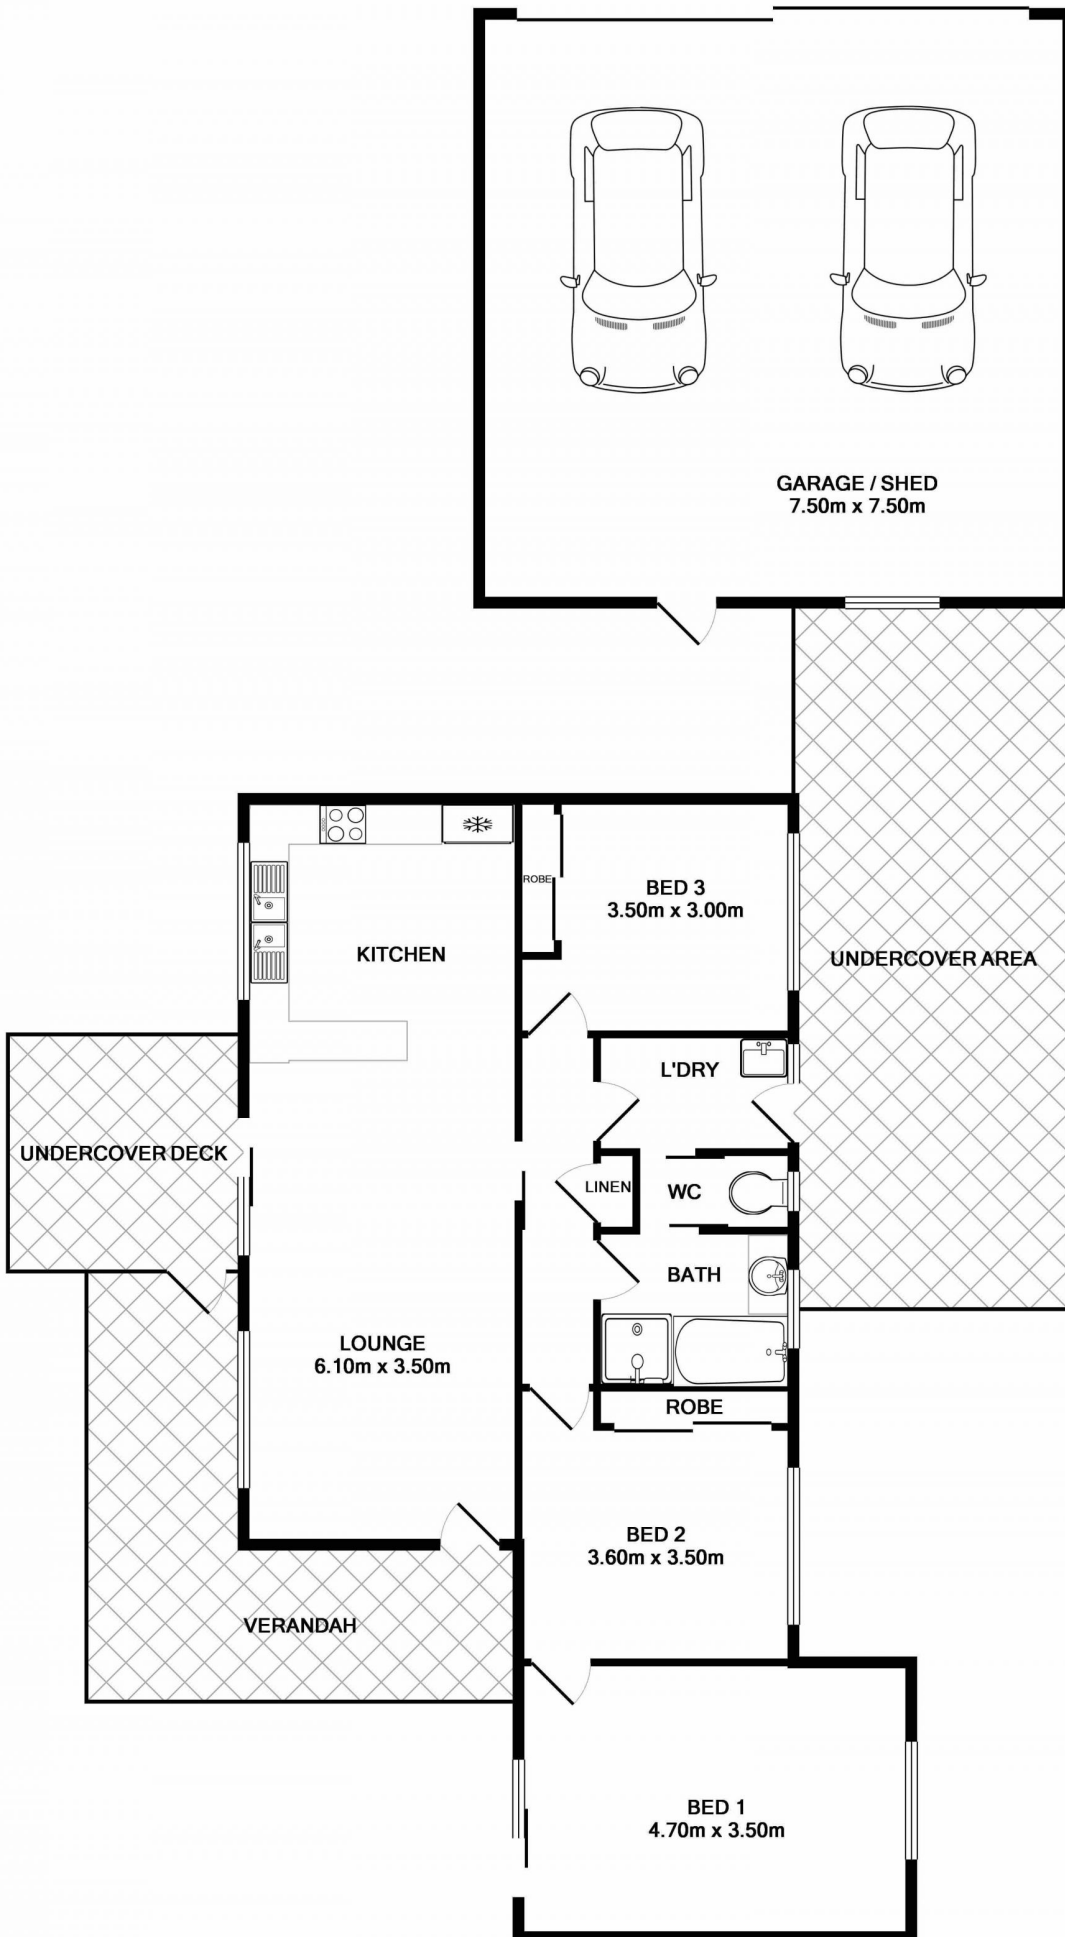 GARAGE / SHED
7.50m x 7.50m
ROBE
BED 3
3.50m x 3.00m
KITCHEN
UNDERCOVER AREA
L'DRY
UNDERCOVER DECK
LINEN
WC
BATH
LOUNGE
6.10m x 3.50m
ROBE
BED 2
3.60m x 3.50m
VERANDAH
BED 1
4.70m x 3.50m